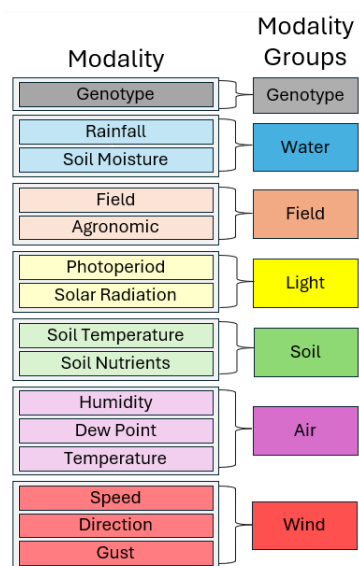 Modality
Modality
Groups
Genotype
Genotype
Rainfall
Soil Moisture
Water
Field
Agronomic
Field
Photoperiod
Solar Radiation
Light
Soil Temperature
Soil Nutrients
Soil
Humidity
Dew Point
Temperature
Air
Speed
Direction
Gust
Wind